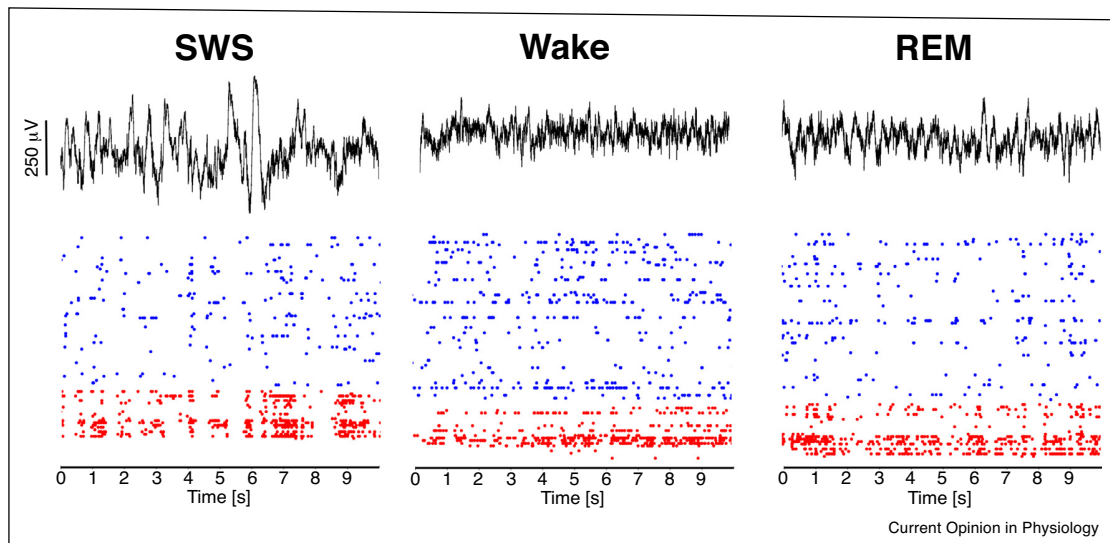 SWS Wake REM
250 µV
0 1 2 3 4 5 6 7 8 9 0 1 2 3 4 5 6 7 8 9 0 1 2 3 4 5 6 7 8 9
Time [s] Time [s] Time [s]
Current Opinion in Physiology